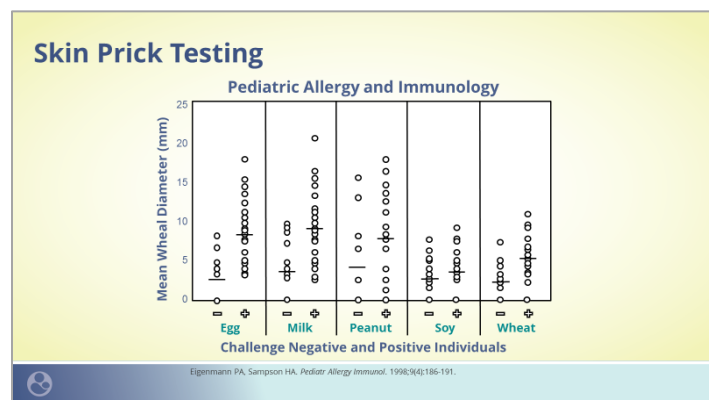 Skin Prick Testing
Pediatric Allergy and Immunology
Mean Wheal Diameter (mm)
25
20
15
10
5
0
− + − + − + − + − +
Egg Milk Peanut Soy Wheat
Challenge Negative and Positive Individuals
Eigenmann PA, Sampson HA. Pediatr Allergy Immunol. 1998;9(4):186-191.